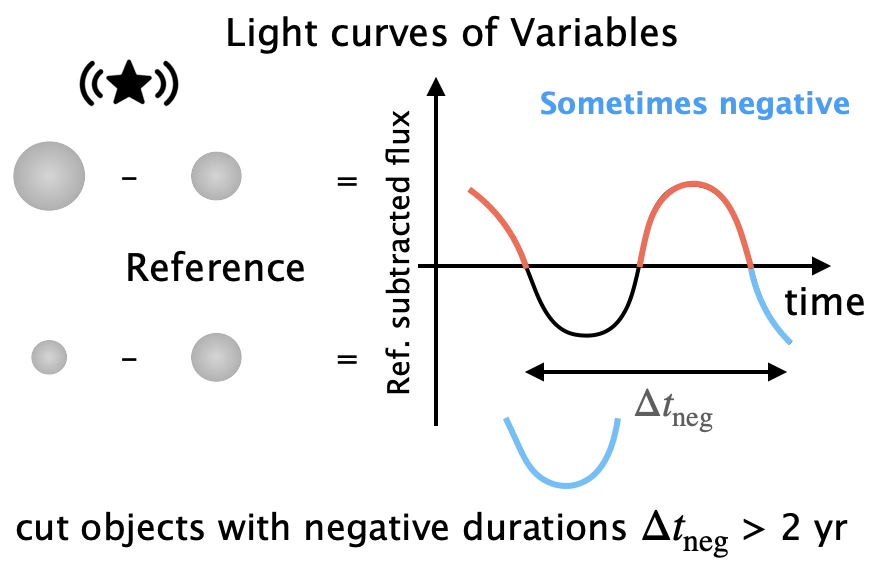 Light curves of Variables
Sometimes negative
– =
Ref. subtracted flux
Reference
time
– =
Δt_neg
cut objects with negative durations Δt_neg > 2 yr